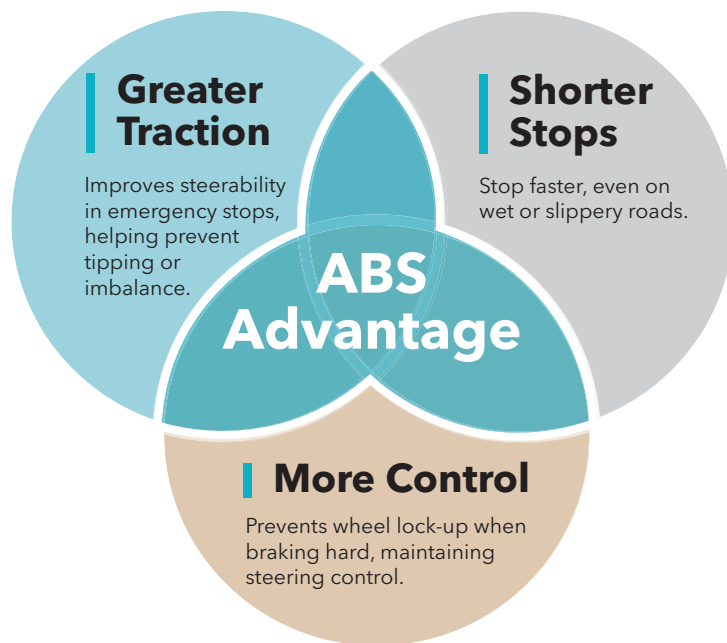 Greater
Traction
Improves steerability
in emergency stops,
helping prevent
tipping or
imbalance.
Shorter
Stops
Stop faster, even on
wet or slippery roads.
ABS
Advantage
More Control
Prevents wheel lock-up when
braking hard, maintaining
steering control.